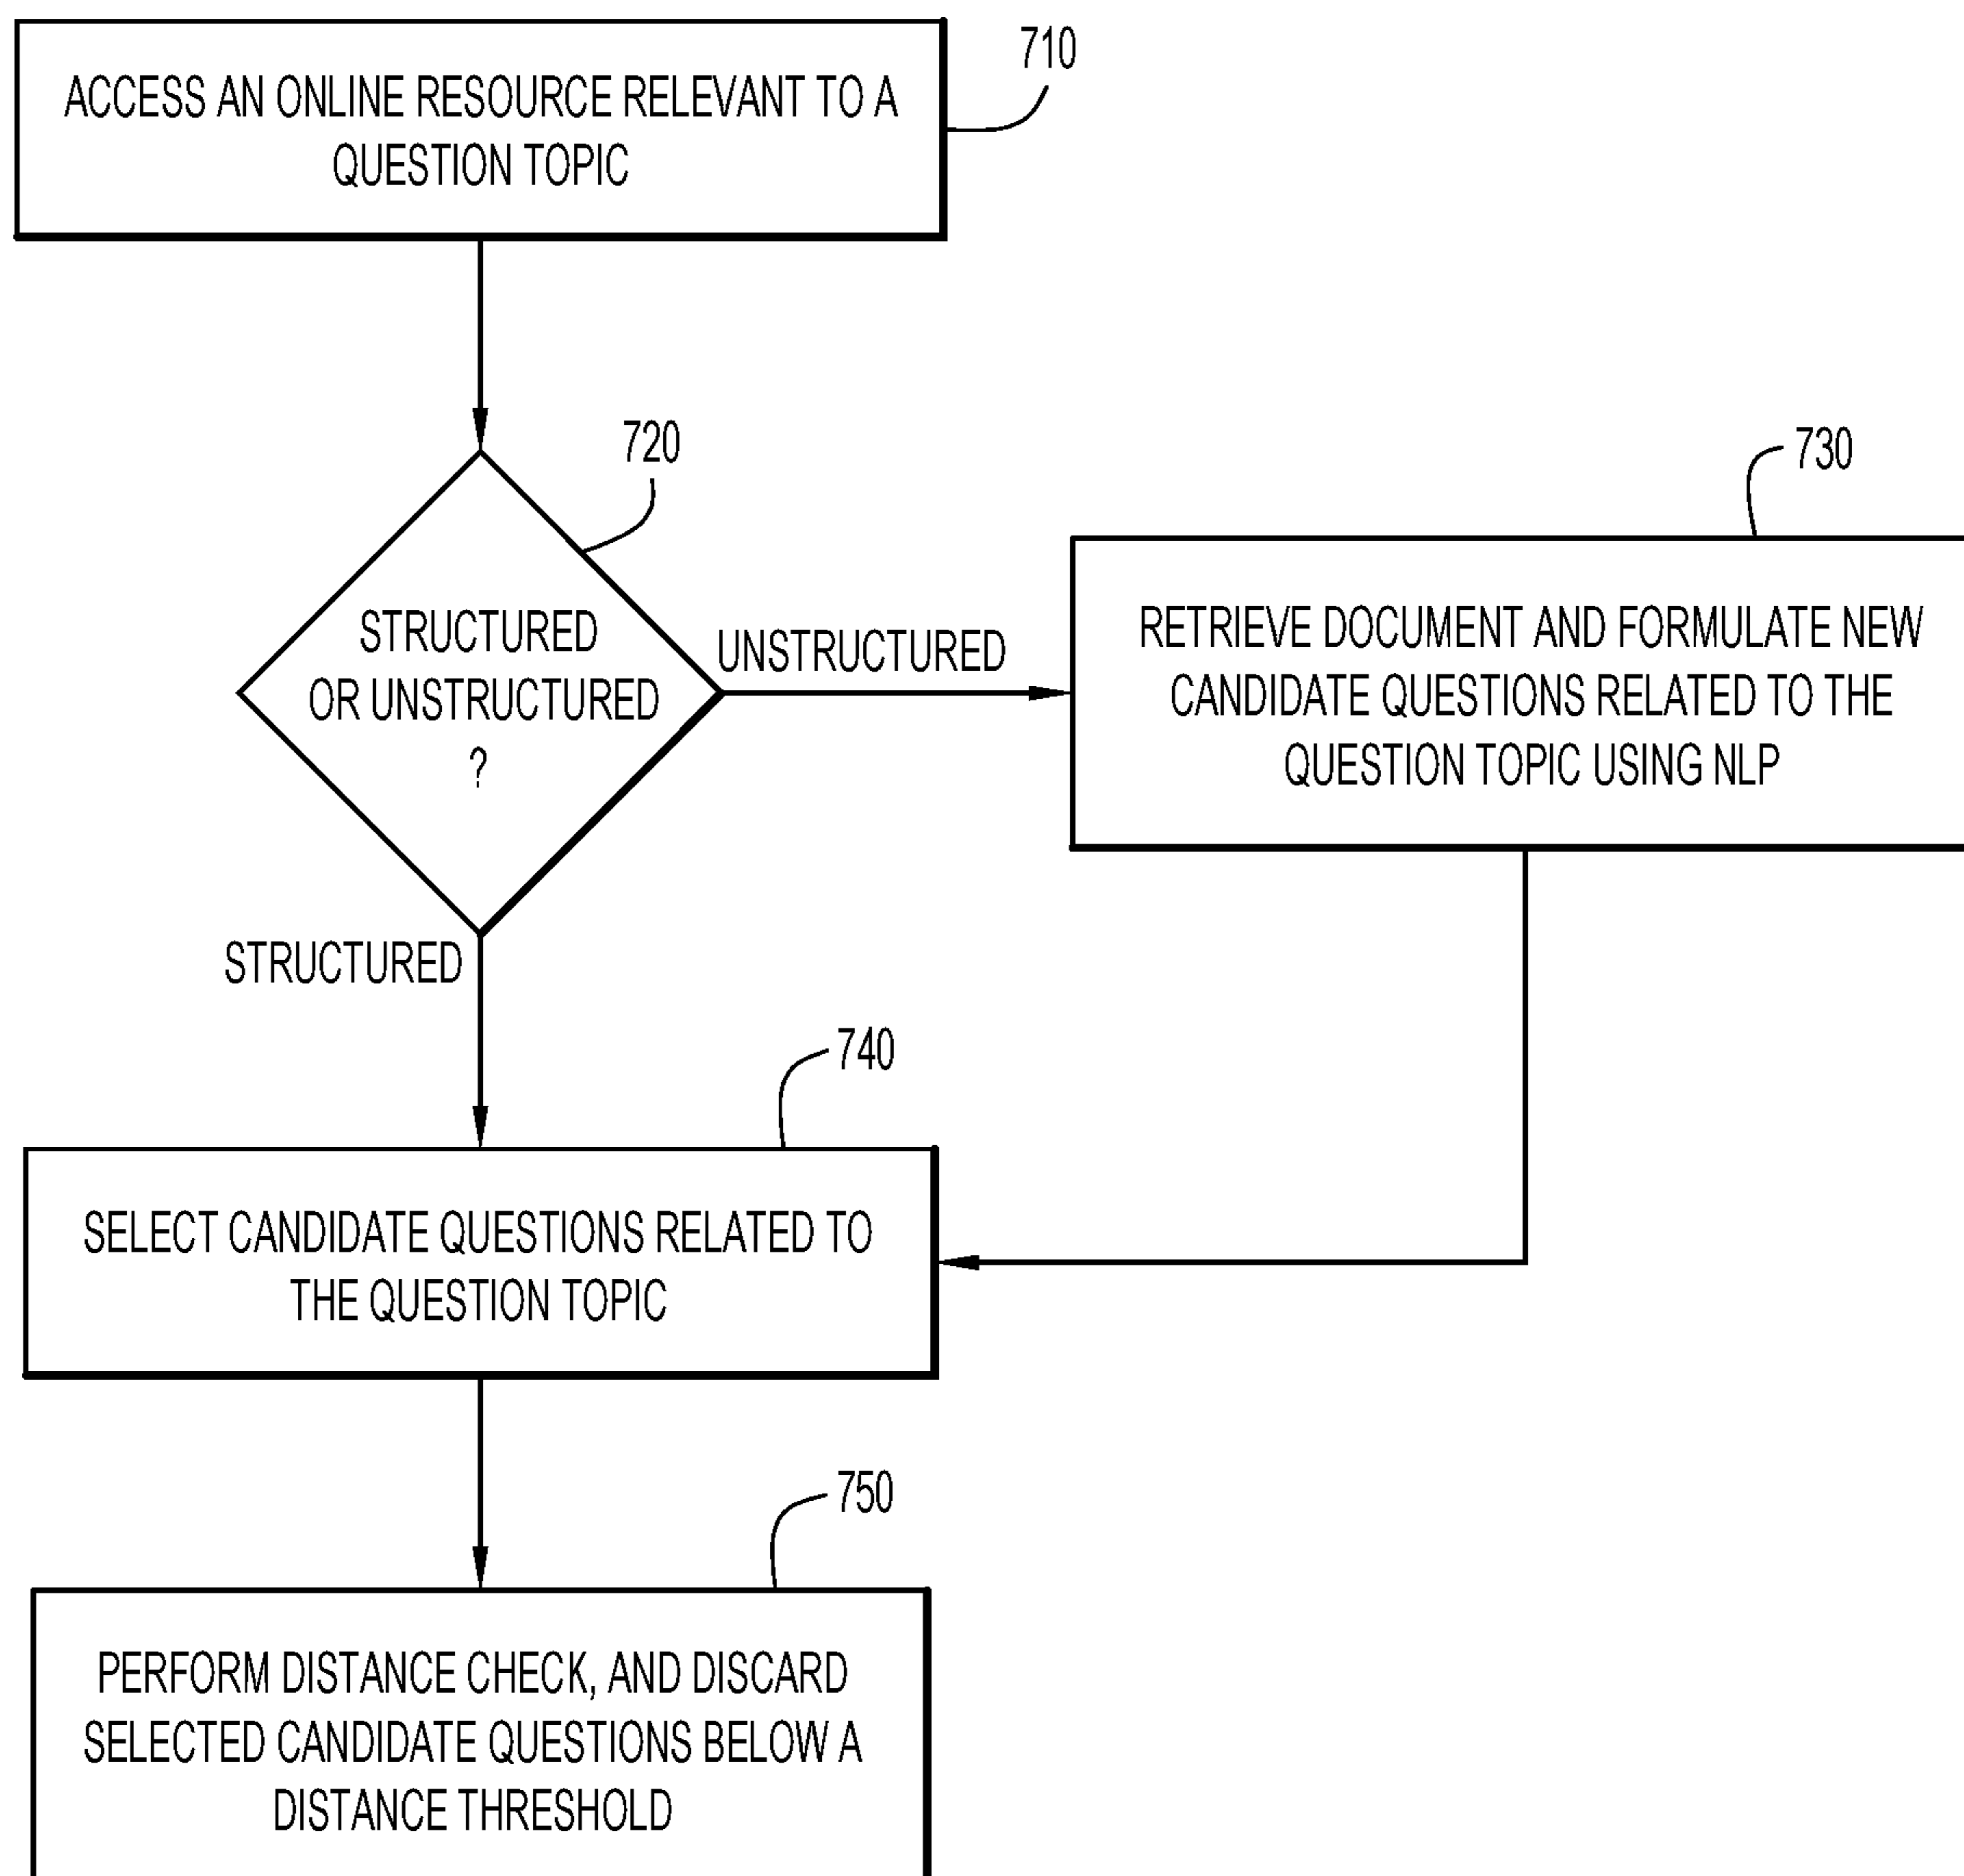 710
ACCESS AN ONLINE RESOURCE RELEVANT TO A
QUESTION TOPIC
720
STRUCTURED
OR UNSTRUCTURED
?
UNSTRUCTURED
730
RETRIEVE DOCUMENT AND FORMULATE NEW
CANDIDATE QUESTIONS RELATED TO THE
QUESTION TOPIC USING NLP
STRUCTURED
740
SELECT CANDIDATE QUESTIONS RELATED TO
THE QUESTION TOPIC
750
PERFORM DISTANCE CHECK, AND DISCARD
SELECTED CANDIDATE QUESTIONS BELOW A
DISTANCE THRESHOLD